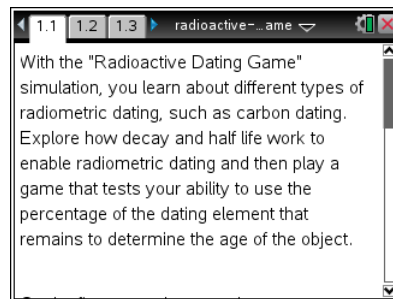 1.1 1.2 1.3 radioactive-...ame
With the "Radioactive Dating Game"
simulation, you learn about different types of
radiometric dating, such as carbon dating.
Explore how decay and half life work to
enable radiometric dating and then play a
game that tests your ability to use the
percentage of the dating element that
remains to determine the age of the object.